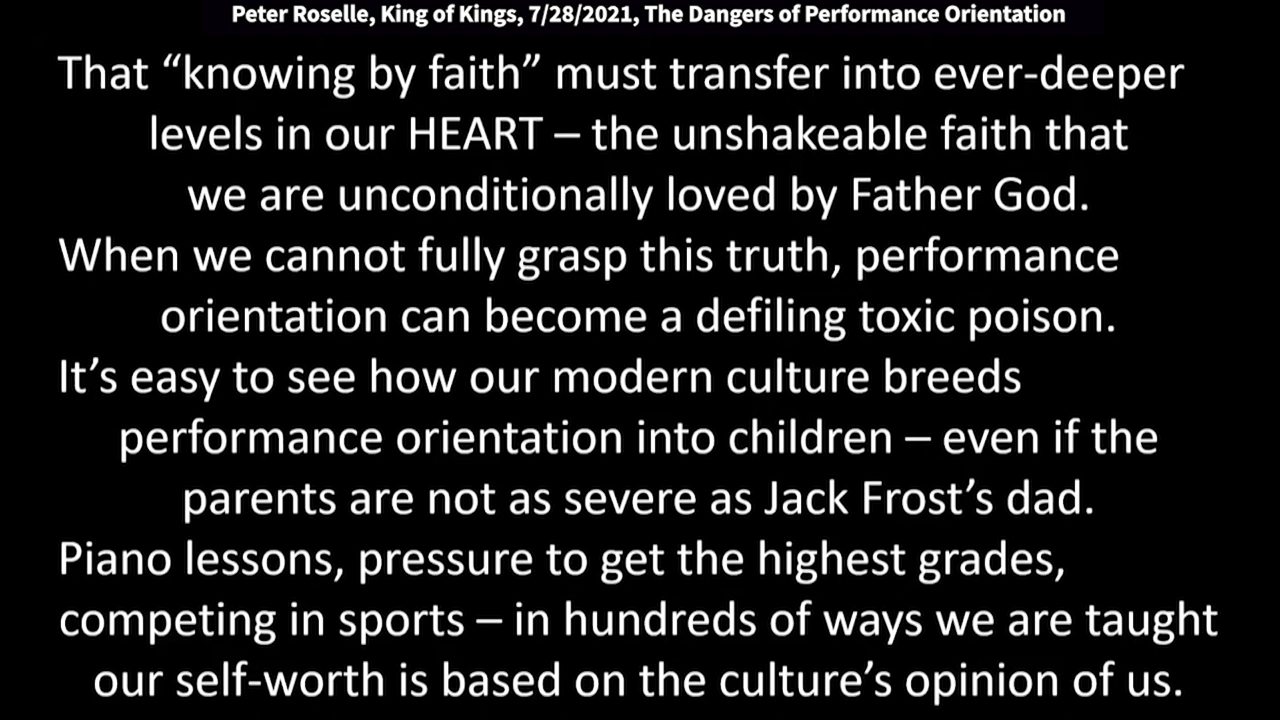 Peter Roselle, King of Kings, 7/28/2021, The Dangers of Performance Orientation
That “knowing by faith” must transfer into ever-deeper
levels in our HEART – the unshakeable faith that
we are unconditionally loved by Father God.
When we cannot fully grasp this truth, performance
orientation can become a defiling toxic poison.
It’s easy to see how our modern culture breeds
performance orientation into children – even if the
parents are not as severe as Jack Frost’s dad.
Piano lessons, pressure to get the highest grades,
competing in sports – in hundreds of ways we are taught
our self-worth is based on the culture’s opinion of us.